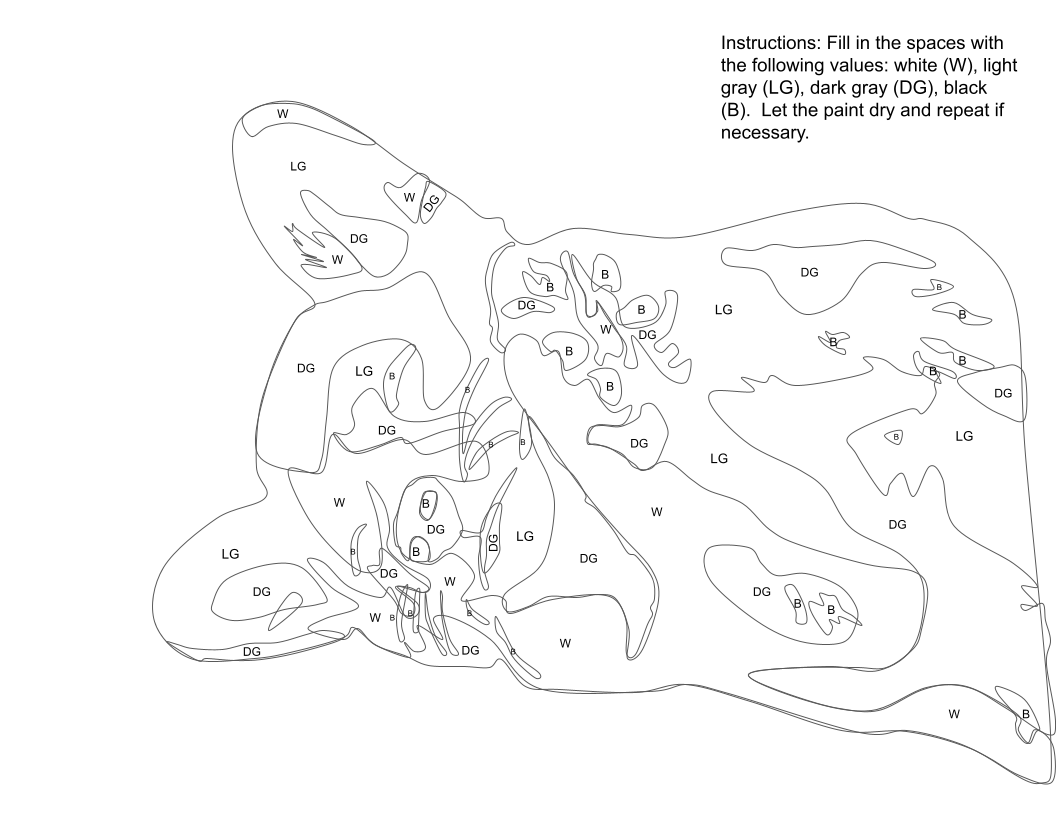 Instructions: Fill in the spaces with
the following values: white (W), light
gray (LG), dark gray (DG), black
(B).  Let the paint dry and repeat if
necessary.
W
LG
W
DG
DG
W
B
B
DG
B
LG
DG
B
B
W
DG
B
B
B
B
DG
LG
B
B
B
DG
DG
B
B
DG
LG
B
LG
W
B
DG
W
LG
DG
DG
B
B
LG
DG
DG
W
DG
DG
B
B
W
B
B
B
W
DG
DG
B
W
B